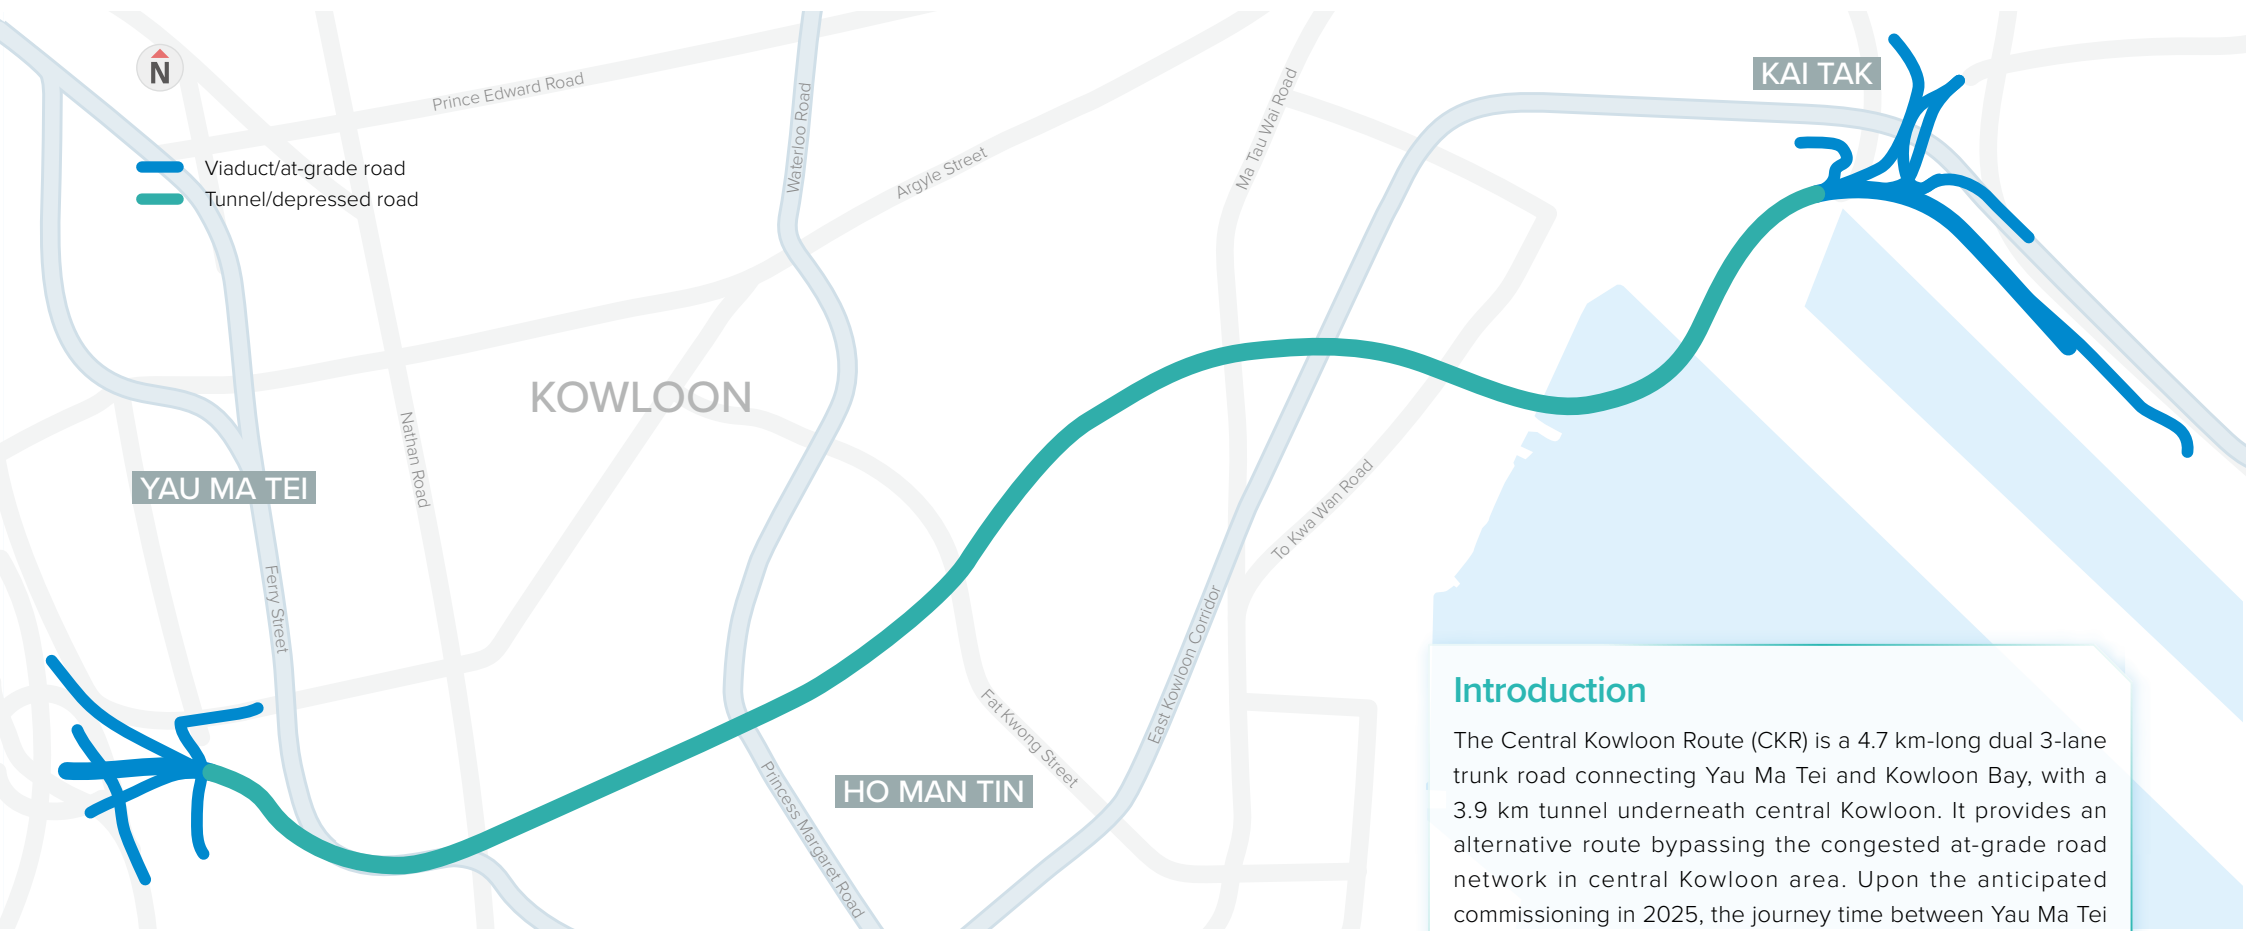 N
KAI TAK
Prince Edward Road
Waterloo Road
Ma Tau Wai Road
Argyle Street
Viaduct/at-grade road
Tunnel/depressed road
KOWLOON
Nathan Road
YAU MA TEI
To Kwa Wan Road
Ferry Street
East Kowloon Corridor
Fat Kwong Street
HO MAN TIN
Princess Margaret Road
Introduction
The Central Kowloon Route (CKR) is a 4.7 km-long dual 3-lane
trunk road connecting Yau Ma Tei and Kowloon Bay, with a
3.9 km tunnel underneath central Kowloon. It provides an
alternative route bypassing the congested at-grade road
network in central Kowloon area. Upon the anticipated
commissioning in 2025, the journey time between Yau Ma Tei